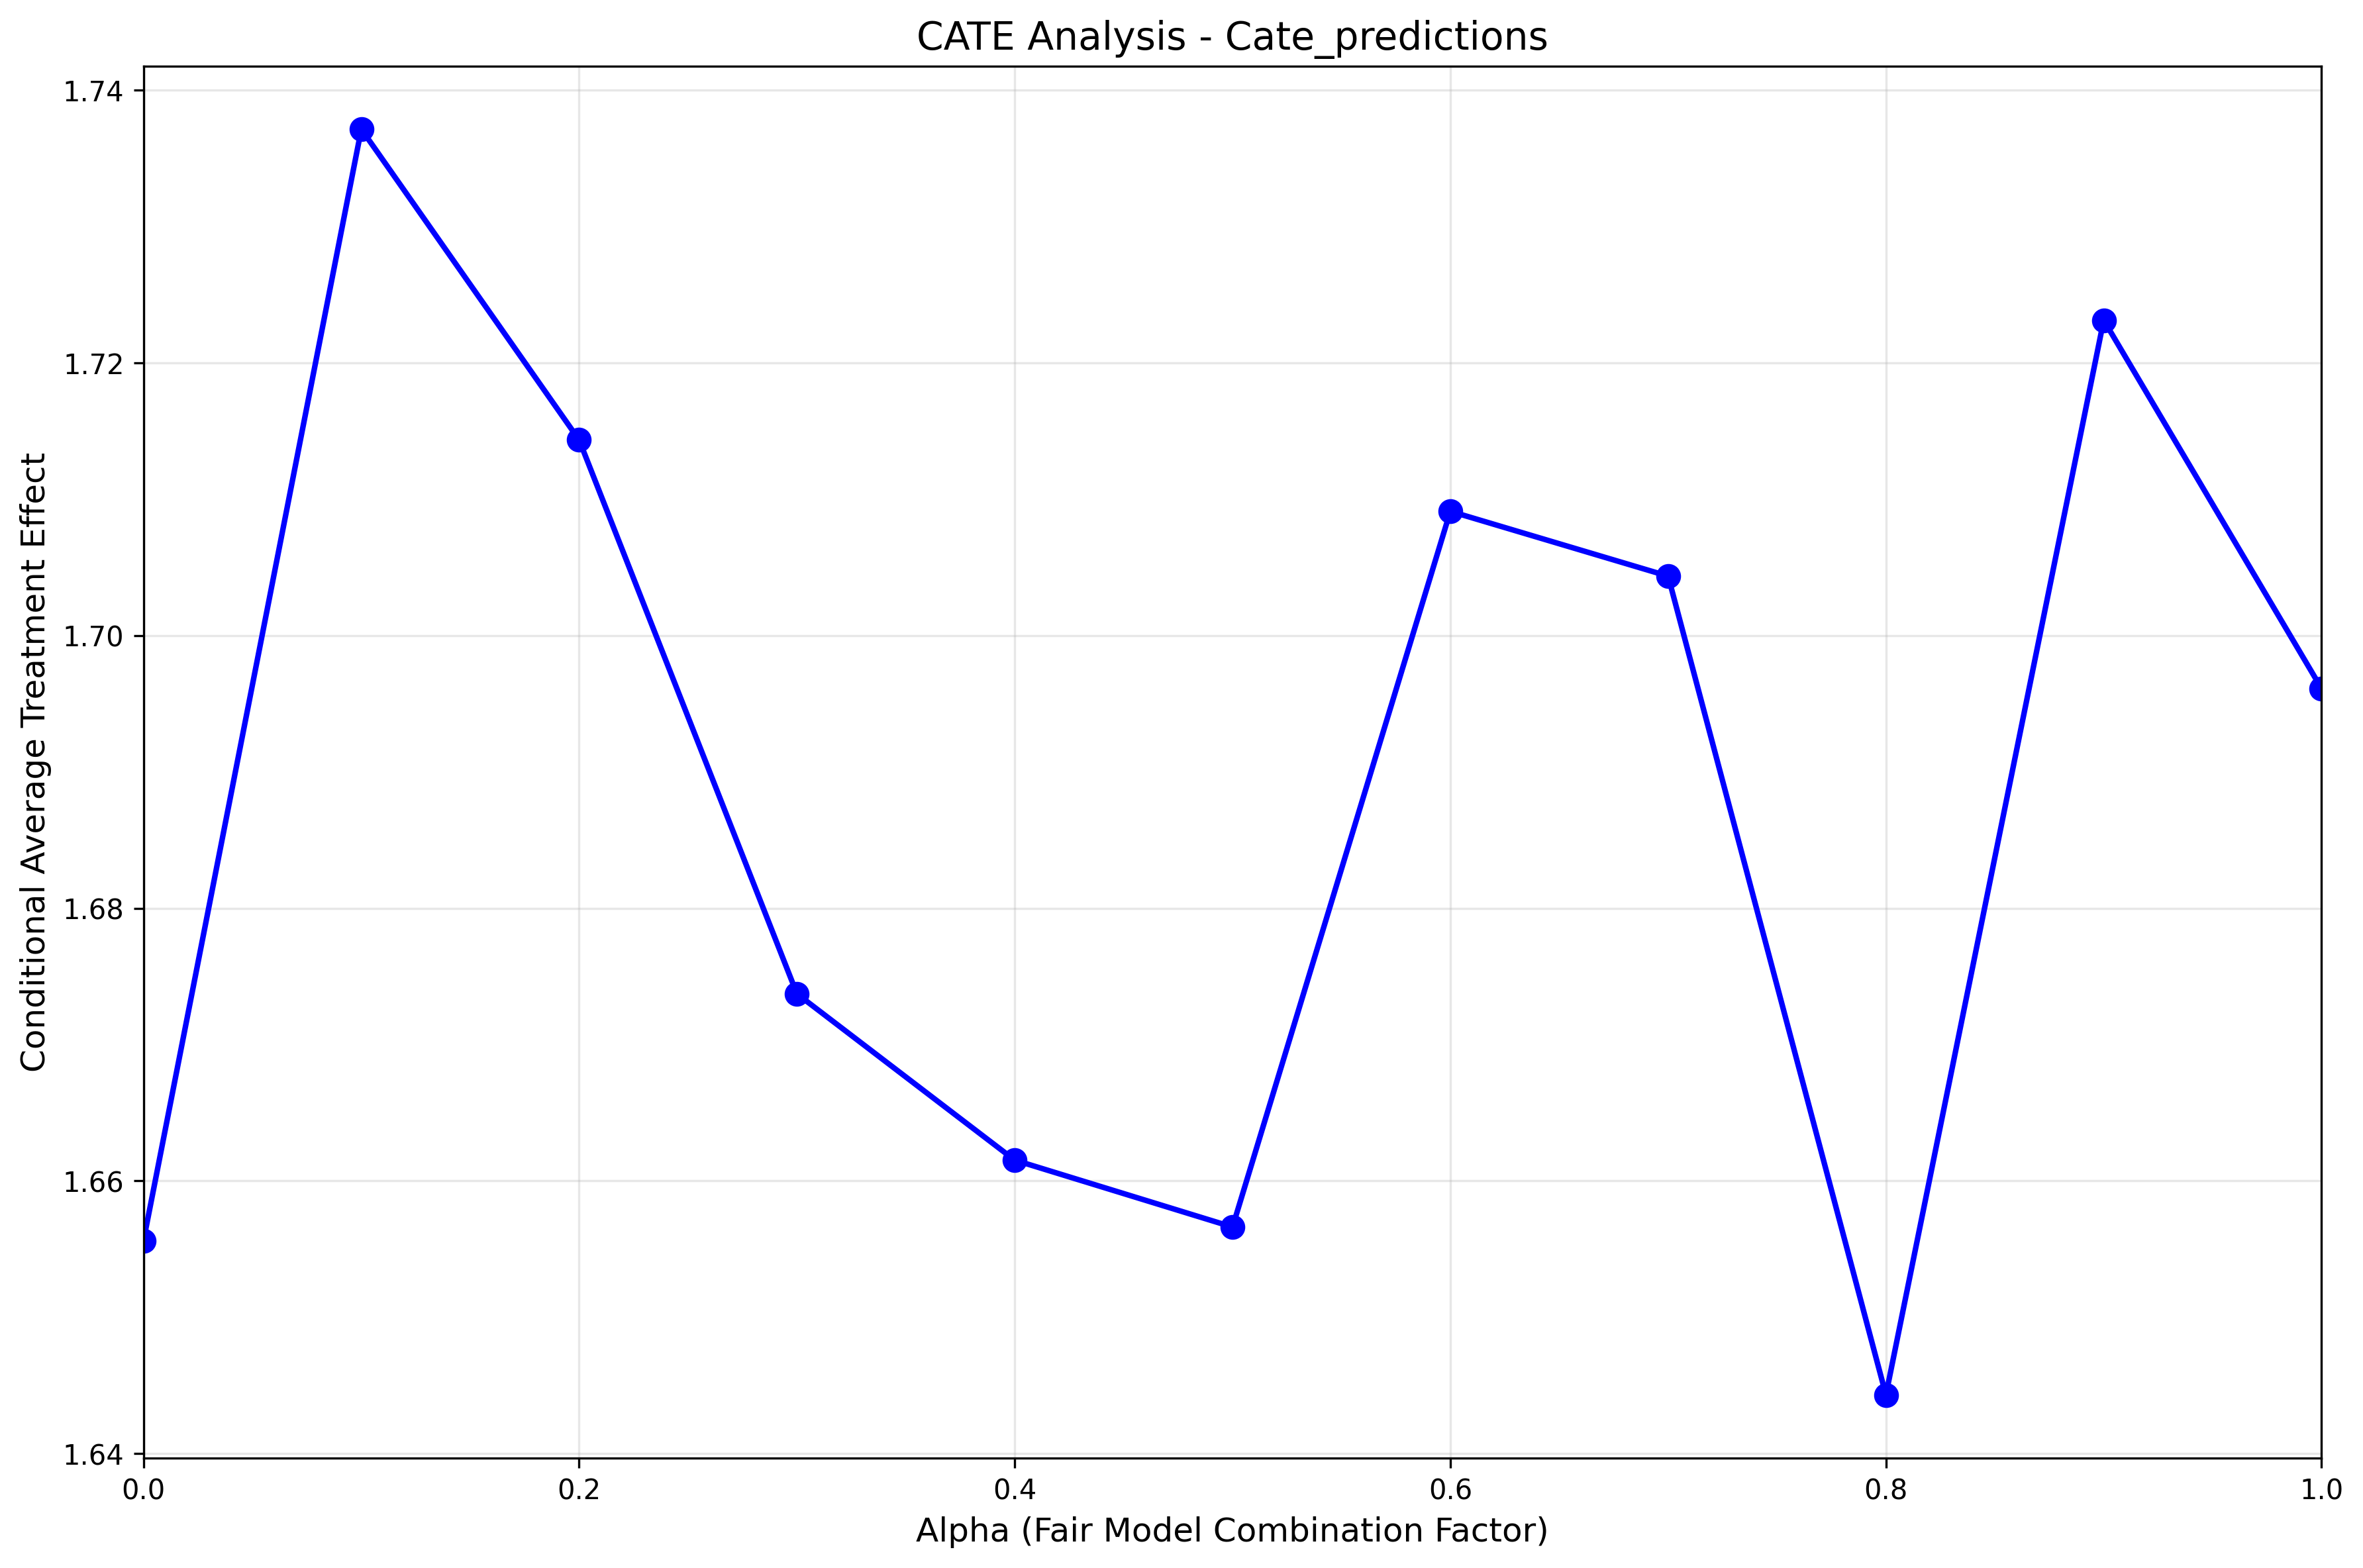 CATE Analysis - Cate_predictions
Conditional Average Treatment Effect
1.74
1.72
1.70
1.68
1.66
1.64
0.0 0.2 0.4 0.6 0.8 1.0
Alpha (Fair Model Combination Factor)